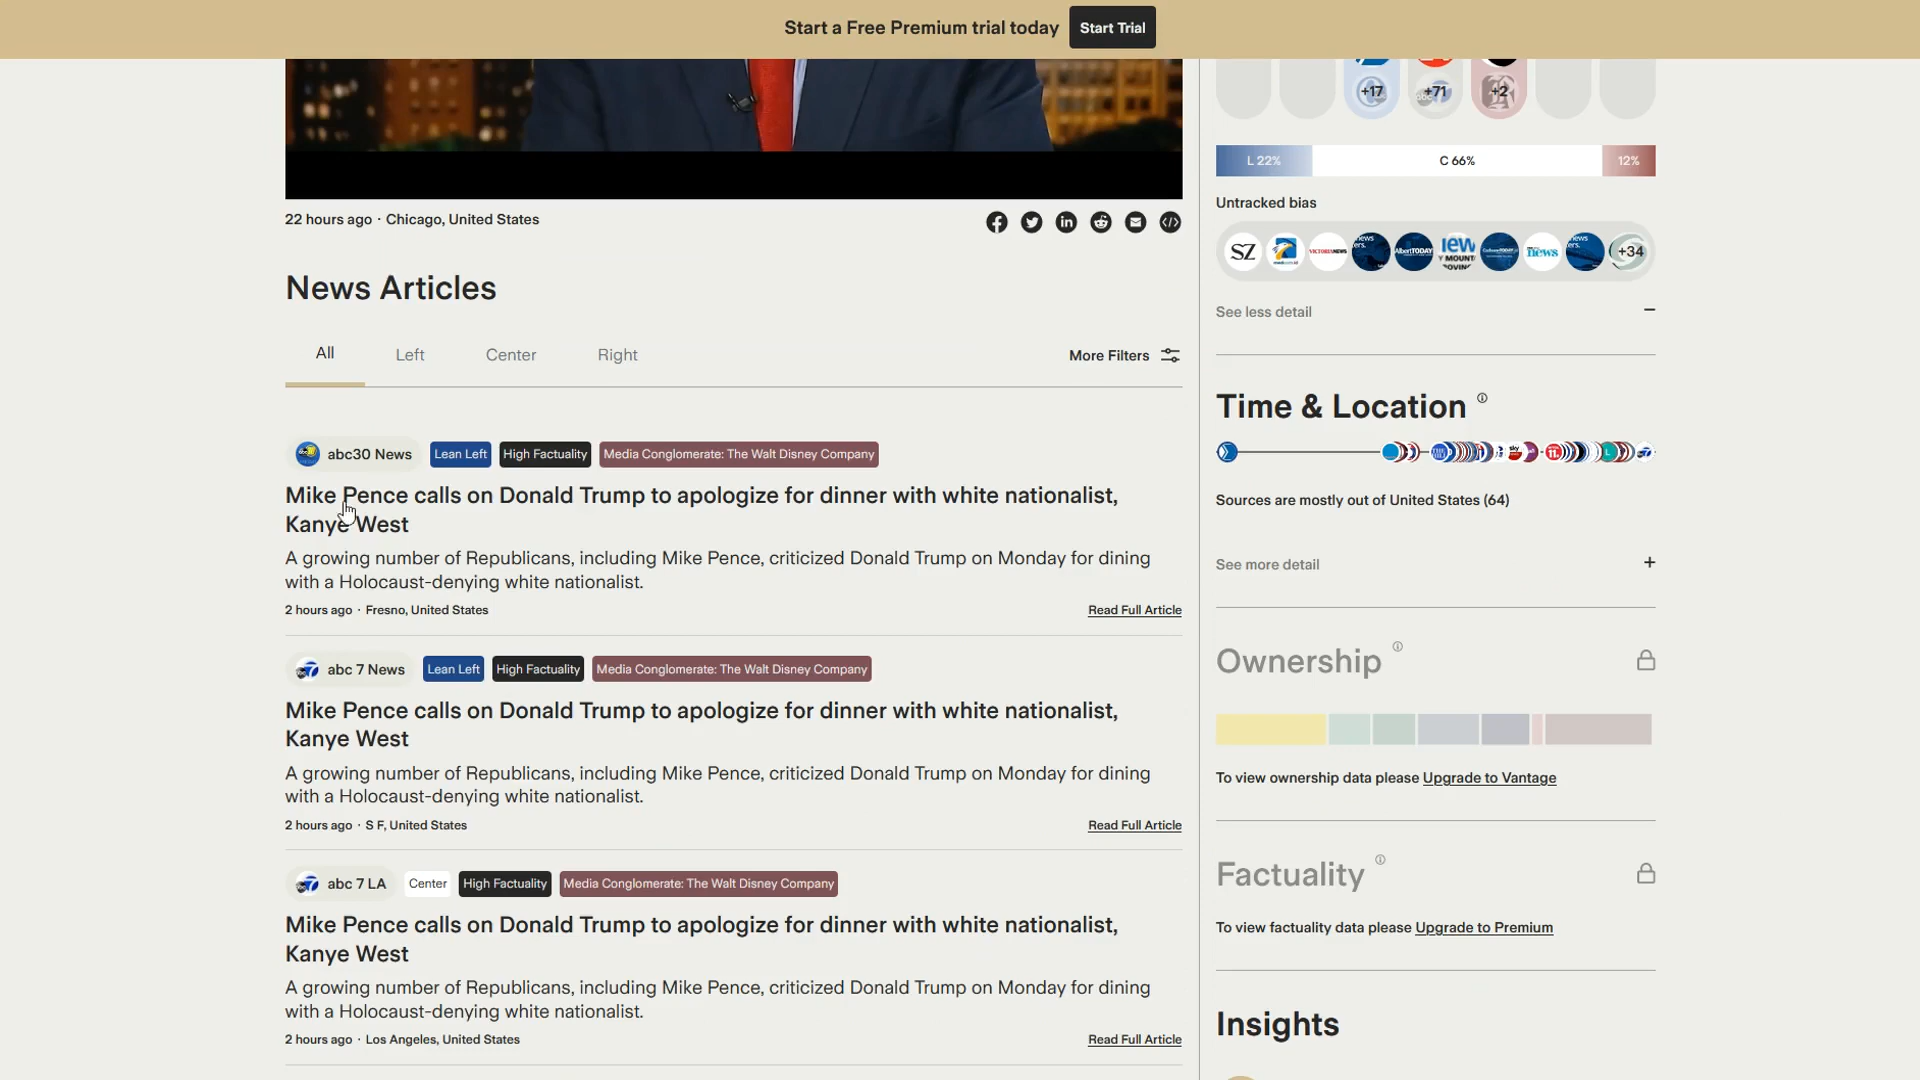 Start a Free Premium trial today
Start Trial
+17
+71
+2
L 22%
C 66%
12%
Untracked bias
SZ
VICTORIA NEWS
news
+34
See less detail
22 hours ago · Chicago, United States
News Articles
All
Left
Center
Right
More Filters
abc30 News
Lean Left
High Factuality
Media Conglomerate: The Walt Disney Company
Mike Pence calls on Donald Trump to apologize for dinner with white nationalist,
Kanye West
A growing number of Republicans, including Mike Pence, criticized Donald Trump on Monday for dining
with a Holocaust-denying white nationalist.
2 hours ago · Fresno, United States
Read Full Article
abc 7 News
Lean Left
High Factuality
Media Conglomerate: The Walt Disney Company
Mike Pence calls on Donald Trump to apologize for dinner with white nationalist,
Kanye West
A growing number of Republicans, including Mike Pence, criticized Donald Trump on Monday for dining
with a Holocaust-denying white nationalist.
2 hours ago · S F, United States
Read Full Article
abc 7 LA
Center
High Factuality
Media Conglomerate: The Walt Disney Company
Mike Pence calls on Donald Trump to apologize for dinner with white nationalist,
Kanye West
A growing number of Republicans, including Mike Pence, criticized Donald Trump on Monday for dining
with a Holocaust-denying white nationalist.
2 hours ago · Los Angeles, United States
Read Full Article
Time & Location
Sources are mostly out of United States (64)
See more detail
Ownership
To view ownership data please Upgrade to Vantage
Factuality
To view factuality data please Upgrade to Premium
Insights